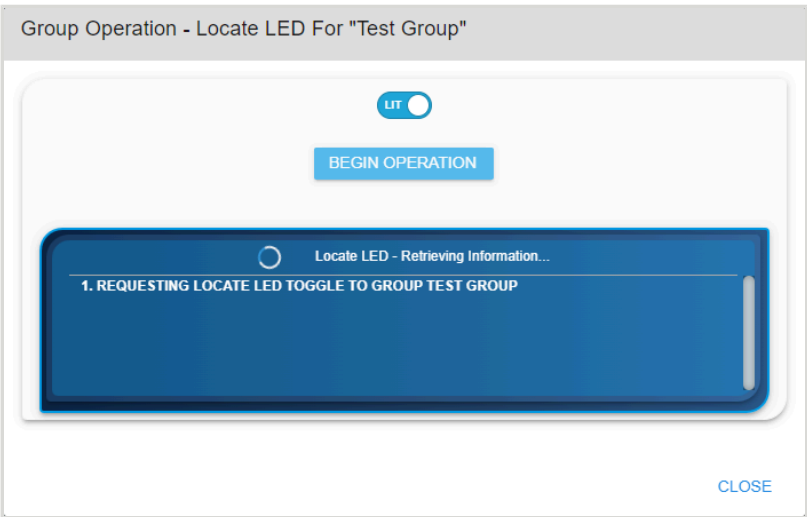 Group Operation - Locate LED For "Test Group"
LIT
BEGIN OPERATION
Locate LED - Retrieving Information...
1. REQUESTING LOCATE LED TOGGLE TO GROUP TEST GROUP
CLOSE